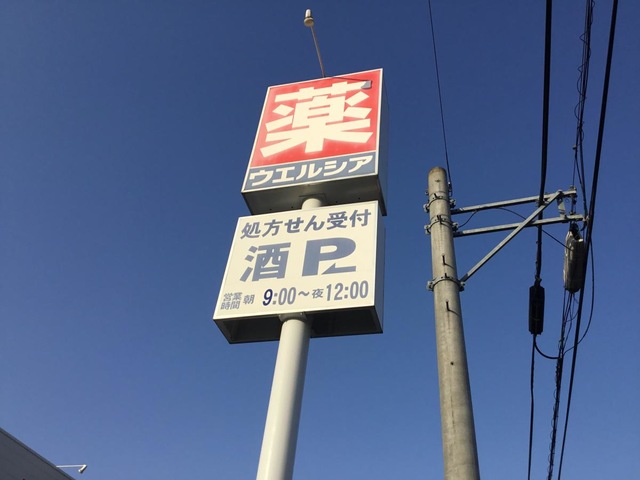 薬
ウエルシア
処方せん受付
酒 P
営業時間 朝 9:00～夜12:00